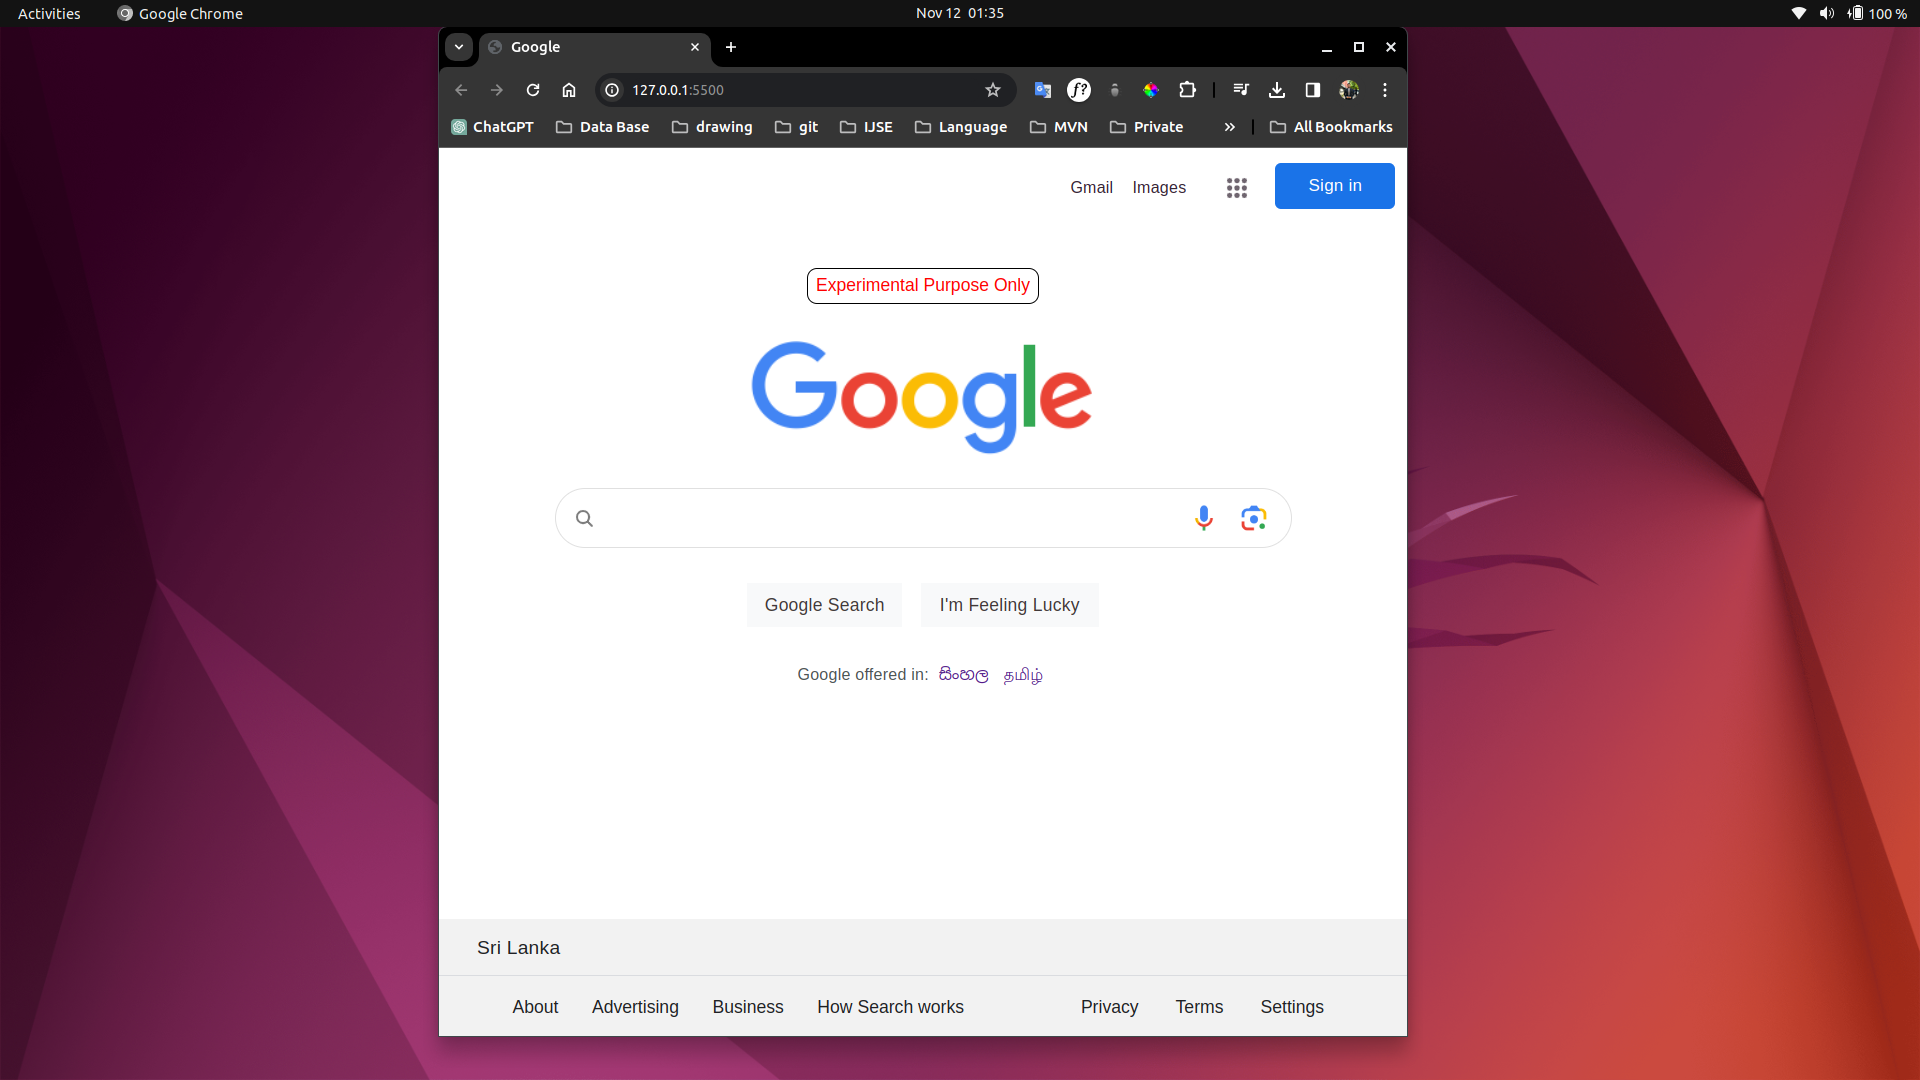 Activities Google Chrome Nov 12 01:35 100 %
Google
127.0.0.1:5500 f?
ChatGPT Data Base drawing git IJSE Language MVN Private » All Bookmarks
Gmail Images Sign in
Experimental Purpose Only
Google
Google Search I'm Feeling Lucky
Google offered in: සිංහල தமிழ்
Sri Lanka
About Advertising Business How Search works Privacy Terms Settings